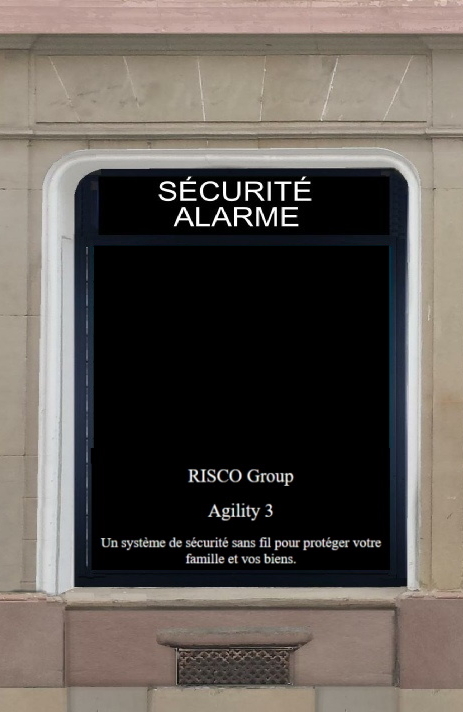 SÉCURITÉ
ALARME
RISCO Group
Agility 3
Un système de sécurité sans fil pour protéger votre
famille et vos biens.